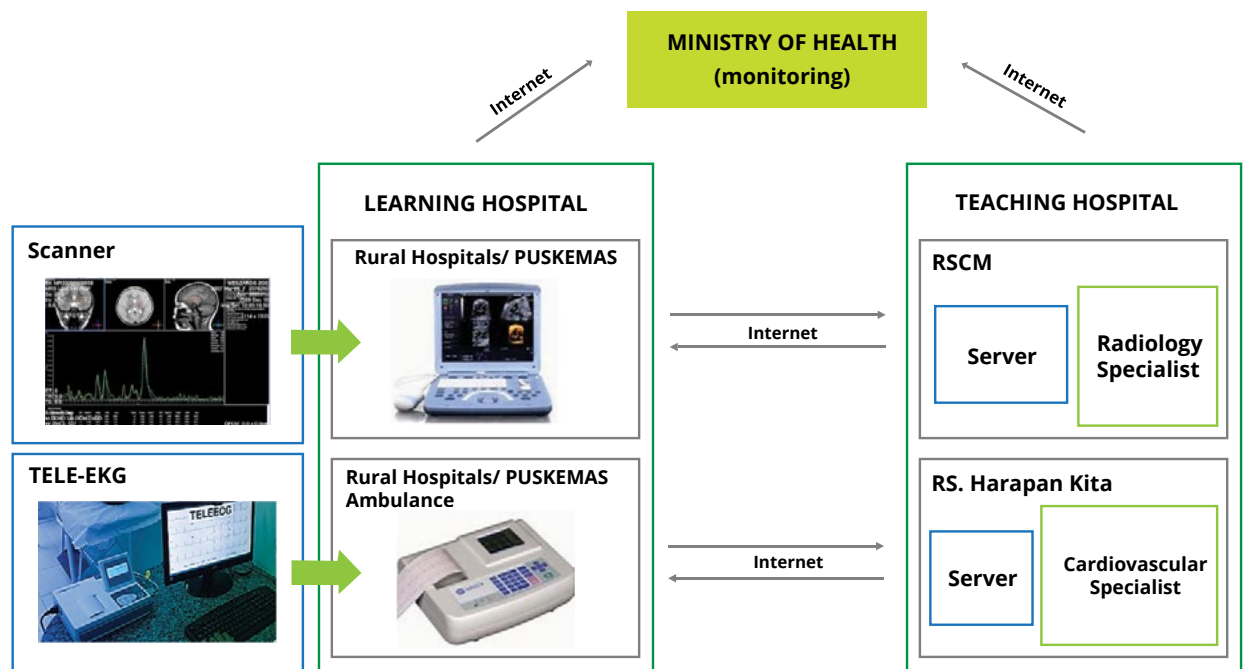 MINISTRY OF HEALTH
(monitoring)
Internet
Internet
LEARNING HOSPITAL
TEACHING HOSPITAL
Scanner
Rural Hospitals/ PUSKEMAS
RSCM
Server
Radiology
Specialist
Internet
TELE-EKG
TELEECG
Rural Hospitals/ PUSKEMAS
Ambulance
RS. Harapan Kita
Server
Cardiovascular
Specialist
Internet